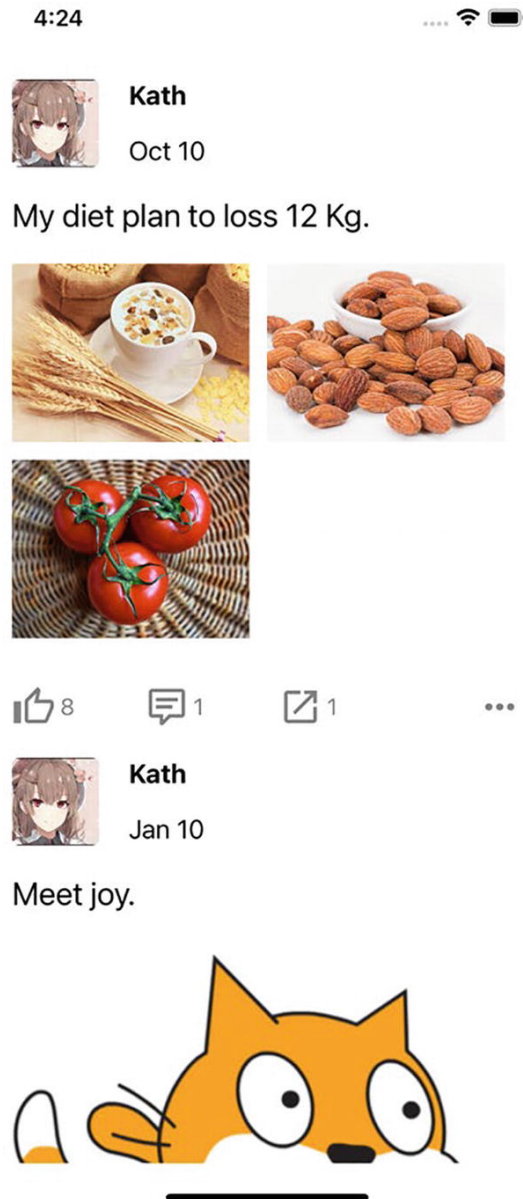 4:24
Kath
Oct 10
My diet plan to loss 12 Kg.
8
1
1
Kath
Jan 10
Meet joy.